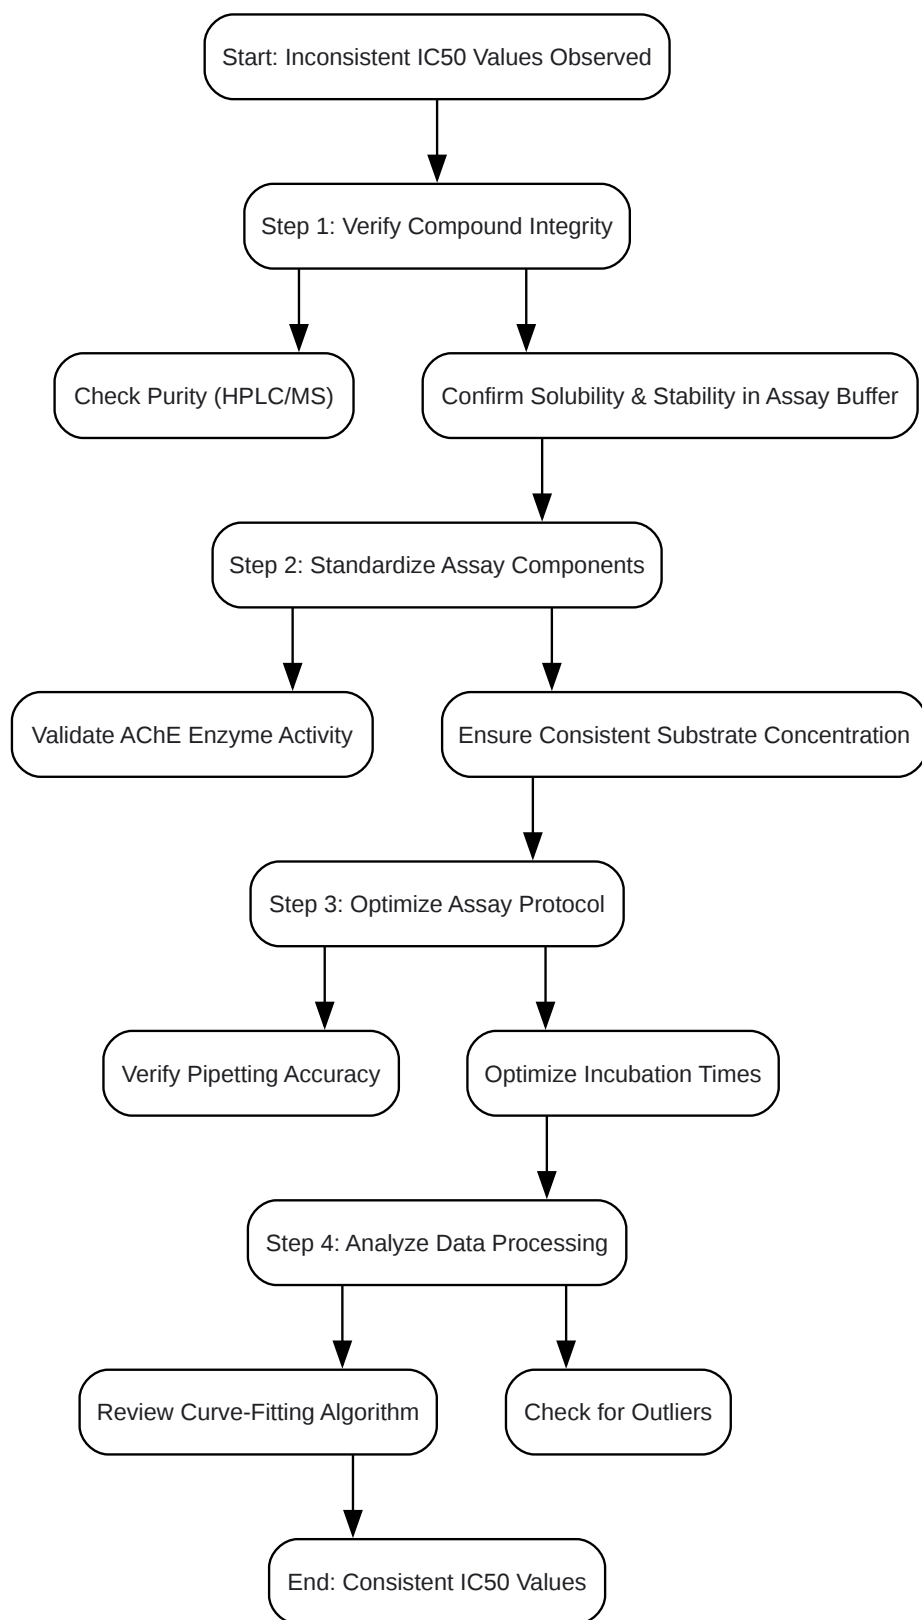 Start: Inconsistent IC50 Values Observed
Step 1: Verify Compound Integrity
Check Purity (HPLC/MS)
Confirm Solubility & Stability in Assay Buffer
Step 2: Standardize Assay Components
Validate AChE Enzyme Activity
Ensure Consistent Substrate Concentration
Step 3: Optimize Assay Protocol
Verify Pipetting Accuracy
Optimize Incubation Times
Step 4: Analyze Data Processing
Review Curve-Fitting Algorithm
Check for Outliers
End: Consistent IC50 Values